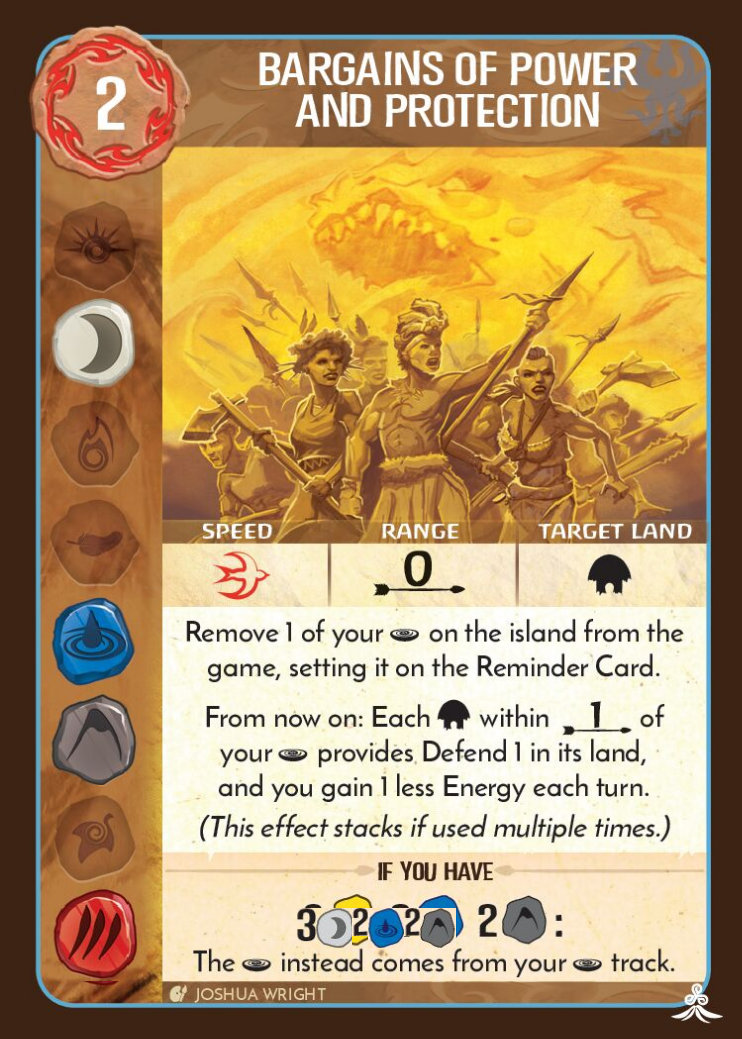 2
BARGAINS OF POWER
AND PROTECTION
SPEED RANGE TARGET LAND
0
Remove 1 of your on the island from the
game, setting it on the Reminder Card.
From now on: Each within 1 of
your provides Defend 1 in its land,
and you gain 1 less Energy each turn.
(This effect stacks if used multiple times.)
IF YOU HAVE
3 2 2 2 :
The instead comes from your track.
JOSHUA WRIGHT